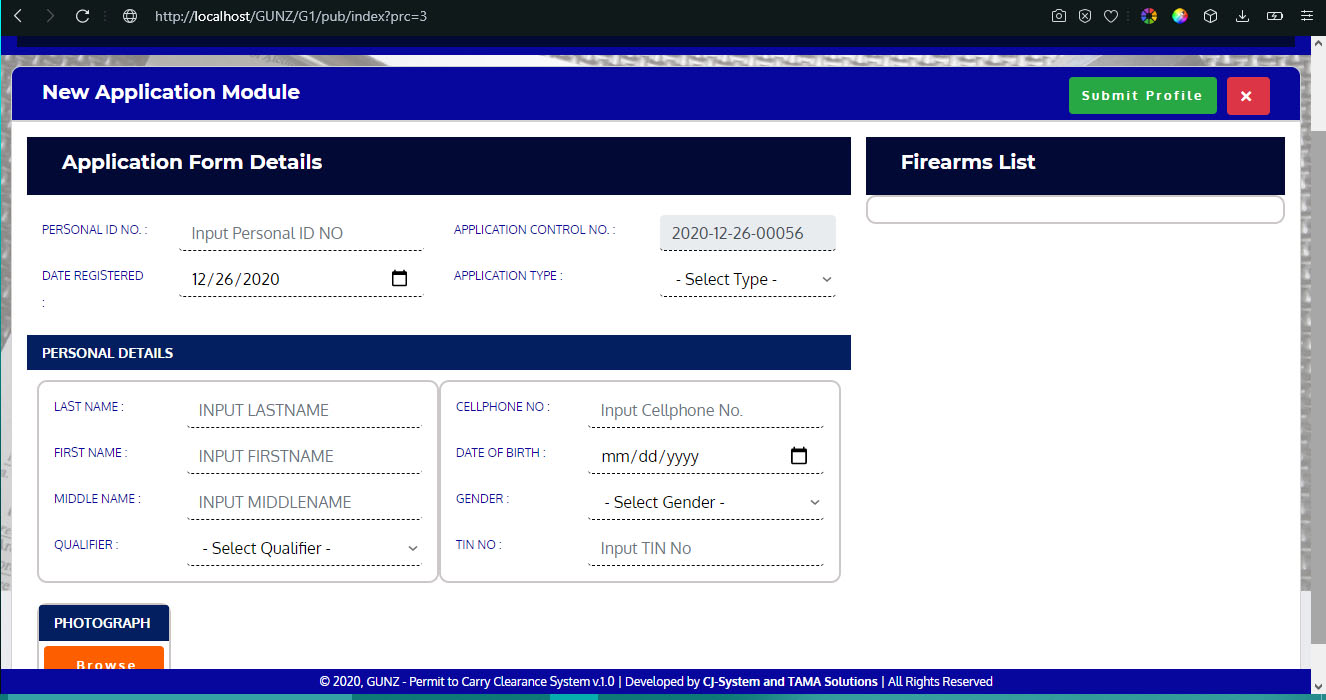 http://localhost/GUNZ/G1/pub/index?prc=3
New Application Module
Submit Profile
×
Application Form Details
Firearms List
PERSONAL ID NO. :
Input Personal ID NO
APPLICATION CONTROL NO. :
2020-12-26-00056
DATE REGISTERED
:
12/26/2020
APPLICATION TYPE :
- Select Type -
PERSONAL DETAILS
LAST NAME :
INPUT LASTNAME
CELLPHONE NO :
Input Cellphone No.
FIRST NAME :
INPUT FIRSTNAME
DATE OF BIRTH :
mm/dd/yyyy
MIDDLE NAME :
INPUT MIDDLENAME
GENDER :
- Select Gender -
QUALIFIER :
- Select Qualifier -
TIN NO :
Input TIN No
PHOTOGRAPH
Browse
© 2020, GUNZ - Permit to Carry Clearance System v.1.0 | Developed by CJ-System and TAMA Solutions | All Rights Reserved